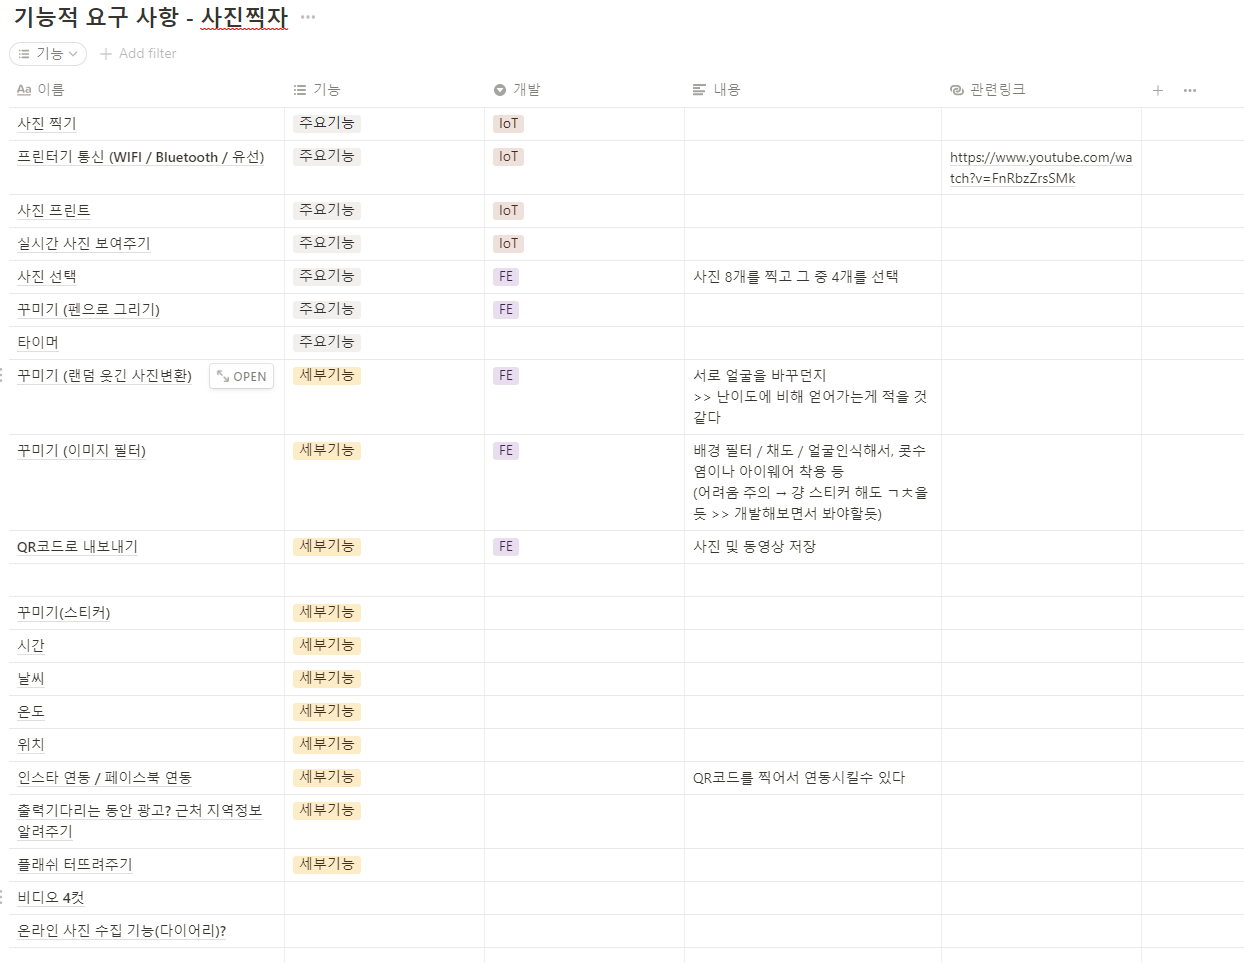 기능적 요구 사항 - 사진찍자 ···
기능 + Add filter
Aa 이름 기능 개발 내용 관련링크 + ···
사진 찍기 주요기능 IoT
프린터기 통신 (WIFI / Bluetooth / 유선) 주요기능 IoT https://www.youtube.com/wa
tch?v=FnRbzZrsSMk
사진 프린트 주요기능 IoT
실시간 사진 보여주기 주요기능 IoT
사진 선택 주요기능 FE 사진 8개를 찍고 그 중 4개를 선택
꾸미기 (펜으로 그리기) 주요기능 FE
타이머 주요기능
꾸미기 (랜덤 웃긴 사진변환) OPEN 세부기능 FE 서로 얼굴을 바꾸던지
>> 난이도에 비해 얻어가는게 적을 것
같다
꾸미기 (이미지 필터) 세부기능 FE 배경 필터 / 채도 / 얼굴인식해서, 콧수
염이나 아이웨어 착용 등
(어려움 주의 → 걍 스티커 해도 ㄱㅊ을
듯 >> 개발해보면서 봐야할듯)
QR코드로 내보내기 세부기능 FE 사진 및 동영상 저장
꾸미기(스티커) 세부기능
시간 세부기능
날씨 세부기능
온도 세부기능
위치 세부기능
인스타 연동 / 페이스북 연동 세부기능 QR코드를 찍어서 연동시킬수 있다
출력기다리는 동안 광고? 근처 지역정보 세부기능
알려주기
플래쉬 터뜨려주기 세부기능
비디오 4컷
온라인 사진 수집 기능(다이어리)?